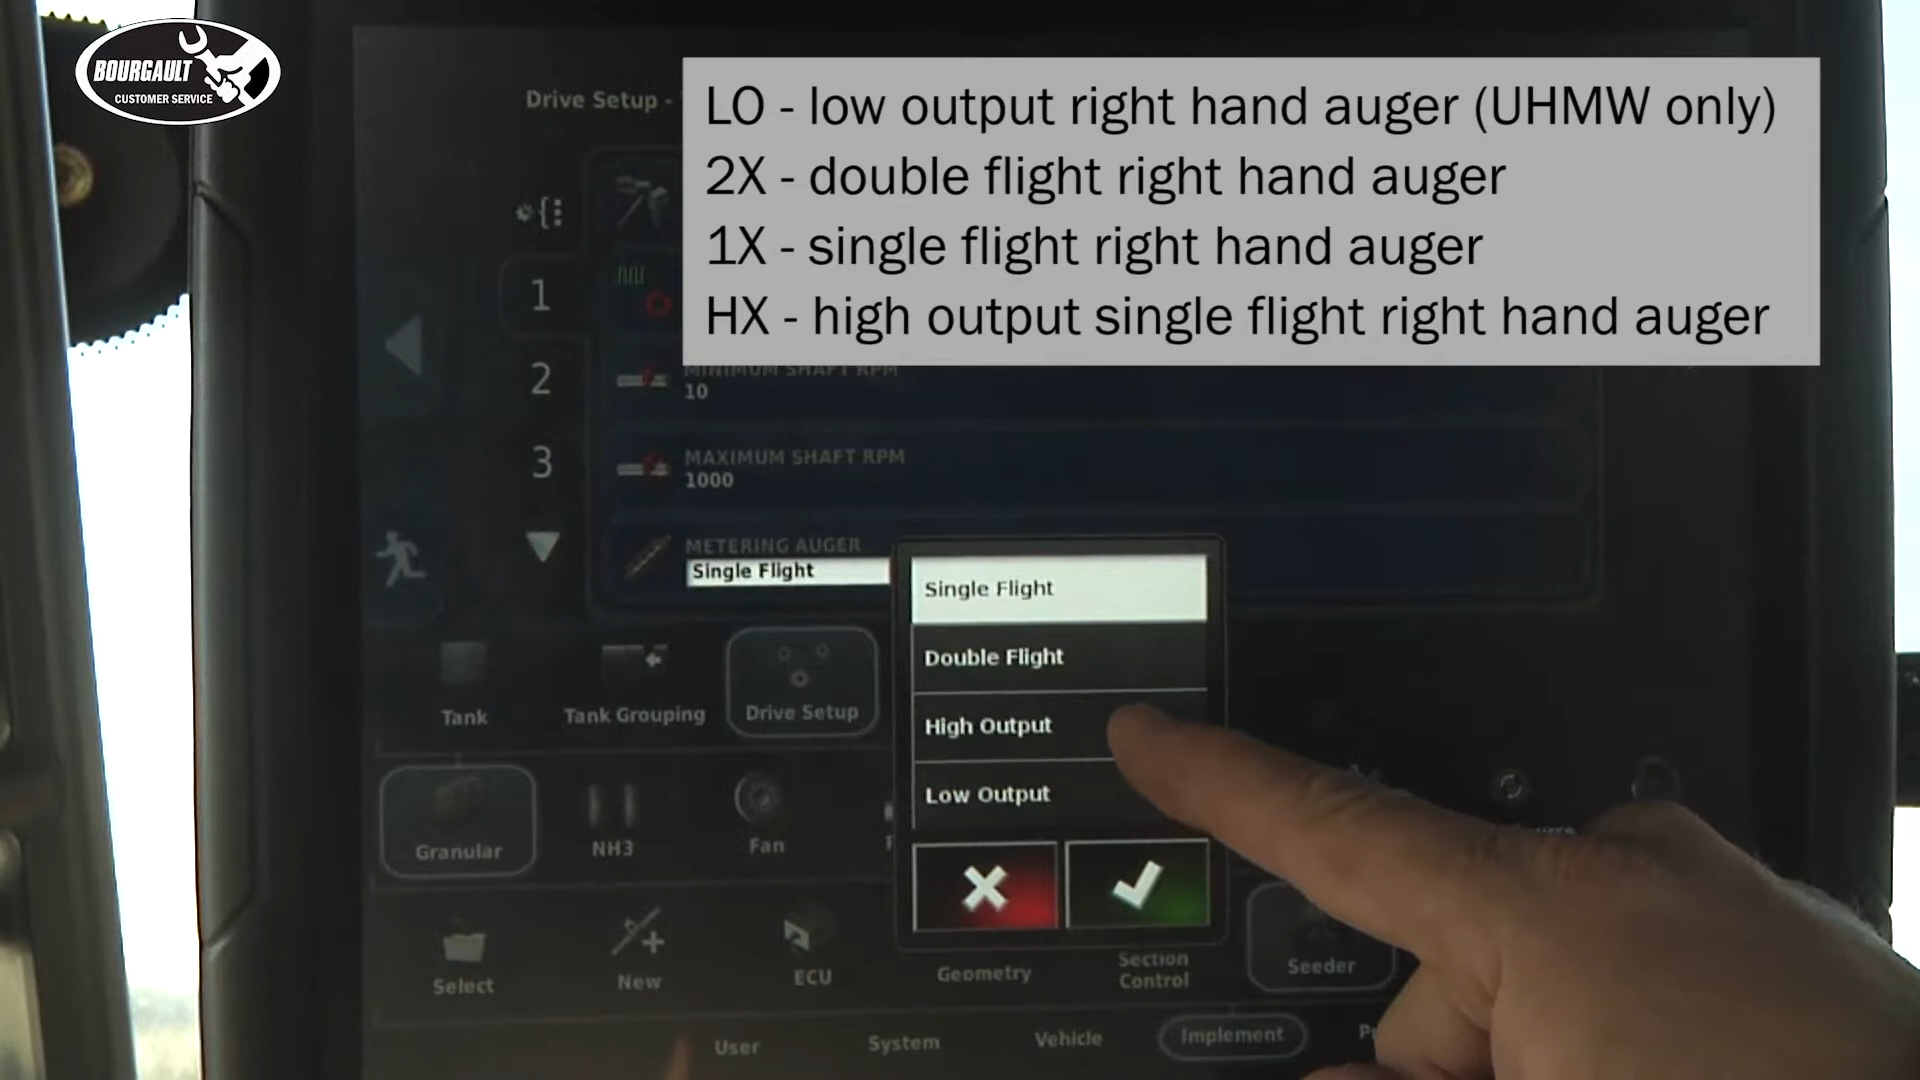 BOURGAULT
CUSTOMER SERVICE
LO - low output right hand auger (UHMW only)
2X - double flight right hand auger
1X - single flight right hand auger
HX - high output single flight right hand auger
Drive Setup -
1
2
3
MINIMUM SHAFT RPM
10
MAXIMUM SHAFT RPM
1000
METERING AUGER
Single Flight
Single Flight
Double Flight
High Output
Low Output
Tank
Tank Grouping
Drive Setup
Granular
NH3
Fan
Select
New
ECU
Geometry
Section
Control
Seeder
User
System
Vehicle
Implement